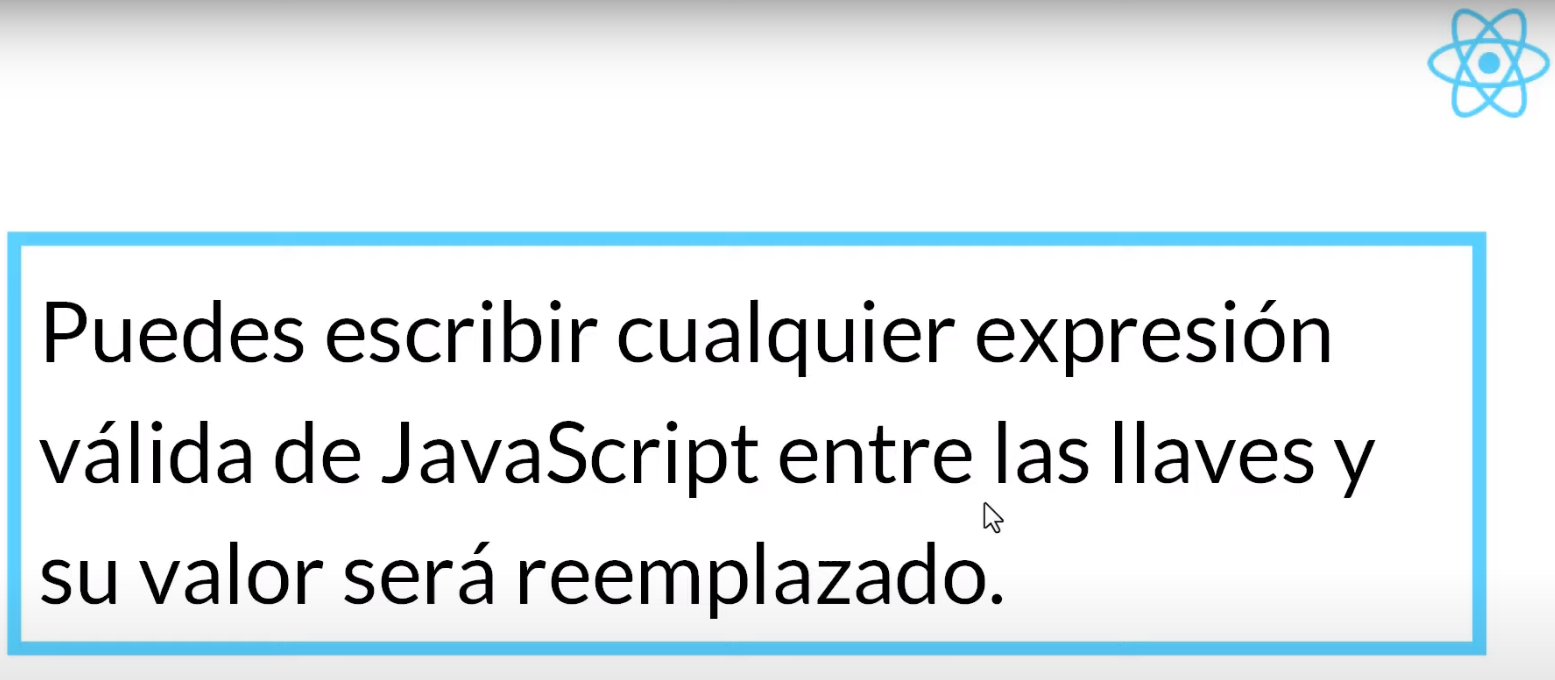 Puedes escribir cualquier expresión
válida de JavaScript entre las llaves y
su valor será reemplazado.